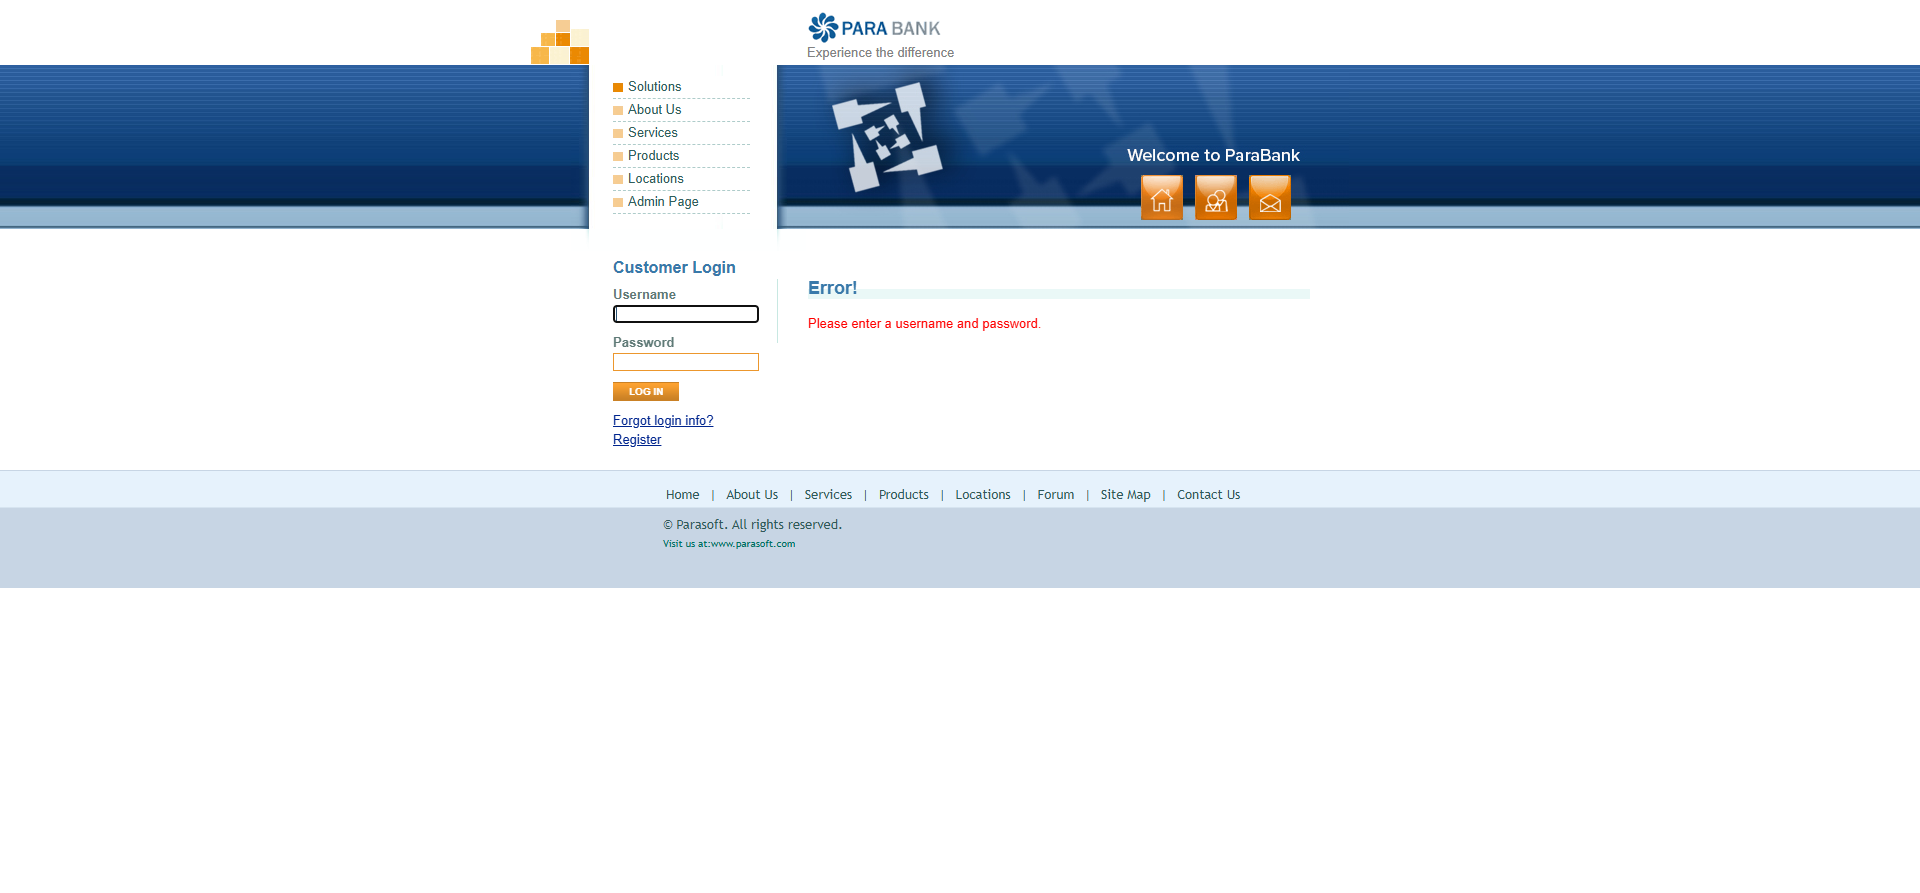 PARA BANK
Experience the difference
Solutions
About Us
Services
Products
Locations
Admin Page
Welcome to ParaBank
Customer Login
Username
Password
LOG IN
Forgot login info?
Register
Error!
Please enter a username and password.
Home | About Us | Services | Products | Locations | Forum | Site Map | Contact Us
© Parasoft. All rights reserved.
Visit us at:www.parasoft.com